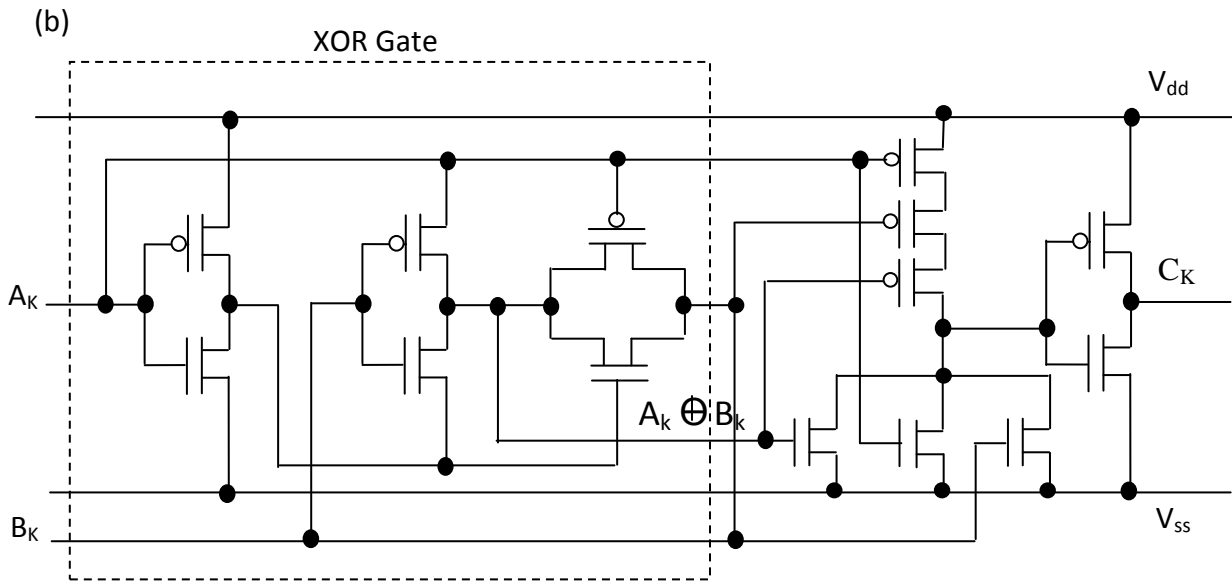 (b)
XOR Gate
V_dd
A_K
C_K
A_k ⊕ B_k
B_K
V_ss